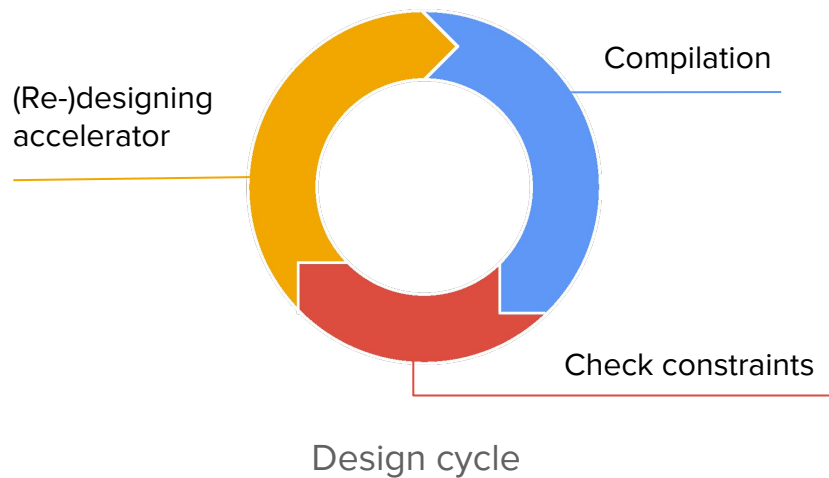 Compilation
(Re-)designing
accelerator
Check constraints
Design cycle